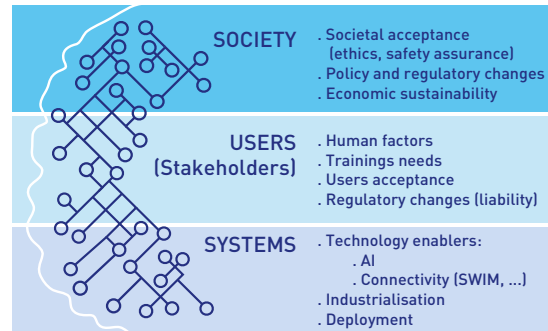 SOCIETY
. Societal acceptance
(ethics, safety assurance)
. Policy and regulatory changes
. Economic sustainability
USERS
(Stakeholders)
. Human factors
. Trainings needs
. Users acceptance
. Regulatory changes (liability)
SYSTEMS
. Technology enablers:
. AI
. Connectivity (SWIM, ...)
. Industrialisation
. Deployment